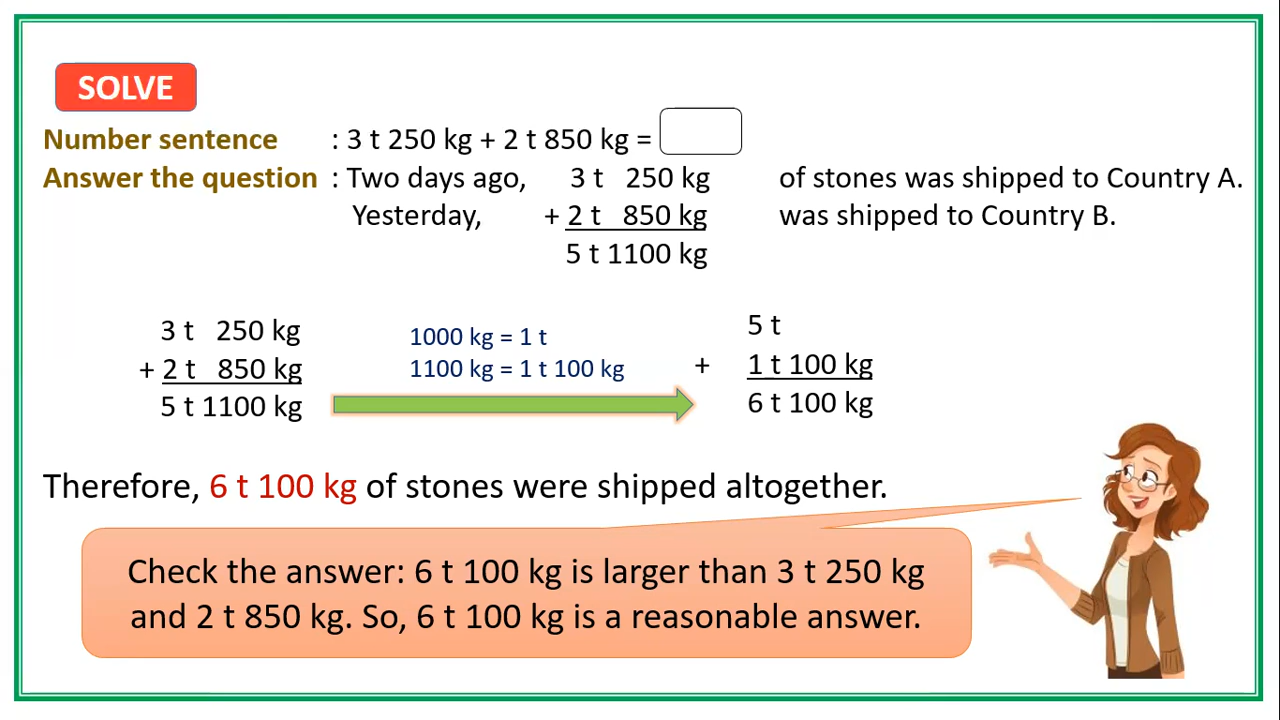 SOLVE
Number sentence : 3 t 250 kg + 2 t 850 kg =
Answer the question : Two days ago, 3 t 250 kg of stones was shipped to Country A.
Yesterday, + 2 t 850 kg was shipped to Country B.
5 t 1100 kg
3 t 250 kg
+ 2 t 850 kg
5 t 1100 kg
1000 kg = 1 t
1100 kg = 1 t 100 kg
5 t
+ 1 t 100 kg
6 t 100 kg
Therefore, 6 t 100 kg of stones were shipped altogether.
Check the answer: 6 t 100 kg is larger than 3 t 250 kg
and 2 t 850 kg. So, 6 t 100 kg is a reasonable answer.